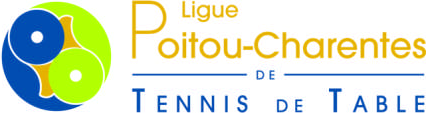 Ligue
Poitou-Charentes
DE
TENNIS DE TABLE